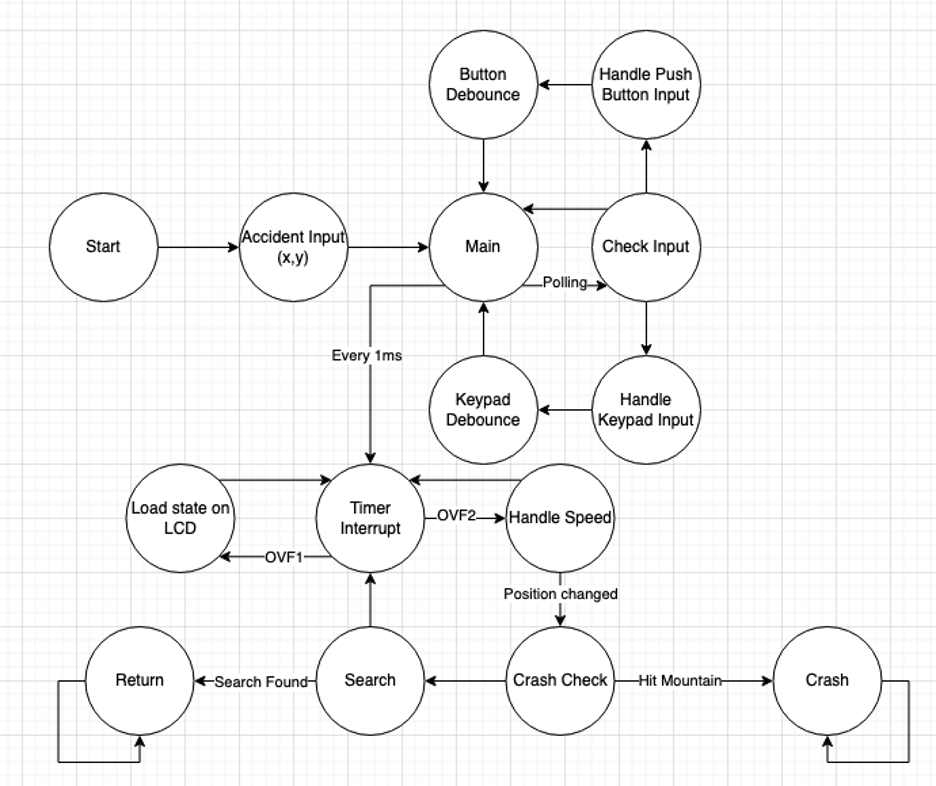 Button
Debounce
Handle Push
Button Input
Start
Accident Input
(x,y)
Main
Check Input
Polling
Every 1ms
Keypad
Debounce
Handle
Keypad Input
Load state on
LCD
Timer
Interrupt
OVF2
Handle Speed
OVF1
Position changed
Return
Search Found
Search
Crash Check
Hit Mountain
Crash